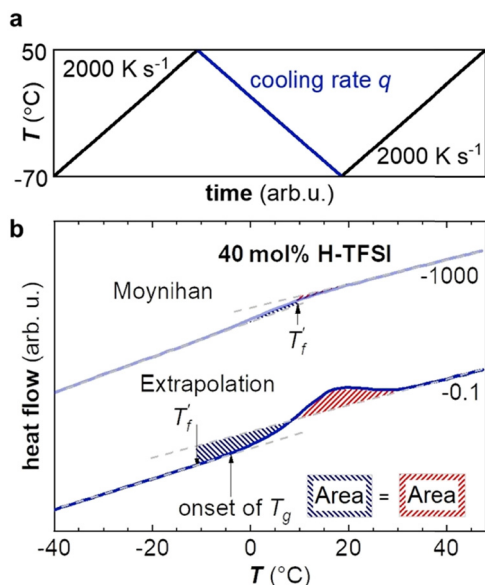 a
50
T (°C)
-70
2000 K s⁻¹
cooling rate q
2000 K s⁻¹
time (arb.u.)
b
40 mol% H-TFSI
Moynihan
-1000
T'f
heat flow (arb. u.)
Extrapolation
-0.1
T'f
onset of Tg
Area = Area
-40 -20 0 20 40
T (°C)